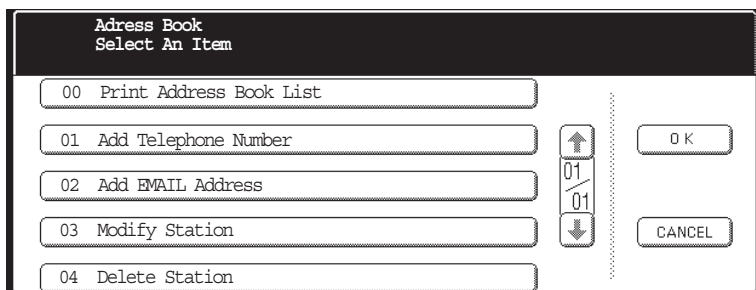 Adress Book
Select An Item
00 Print Address Book List
01 Add Telephone Number
02 Add EMAIL Address
03 Modify Station
04 Delete Station
01
01
OK
CANCEL